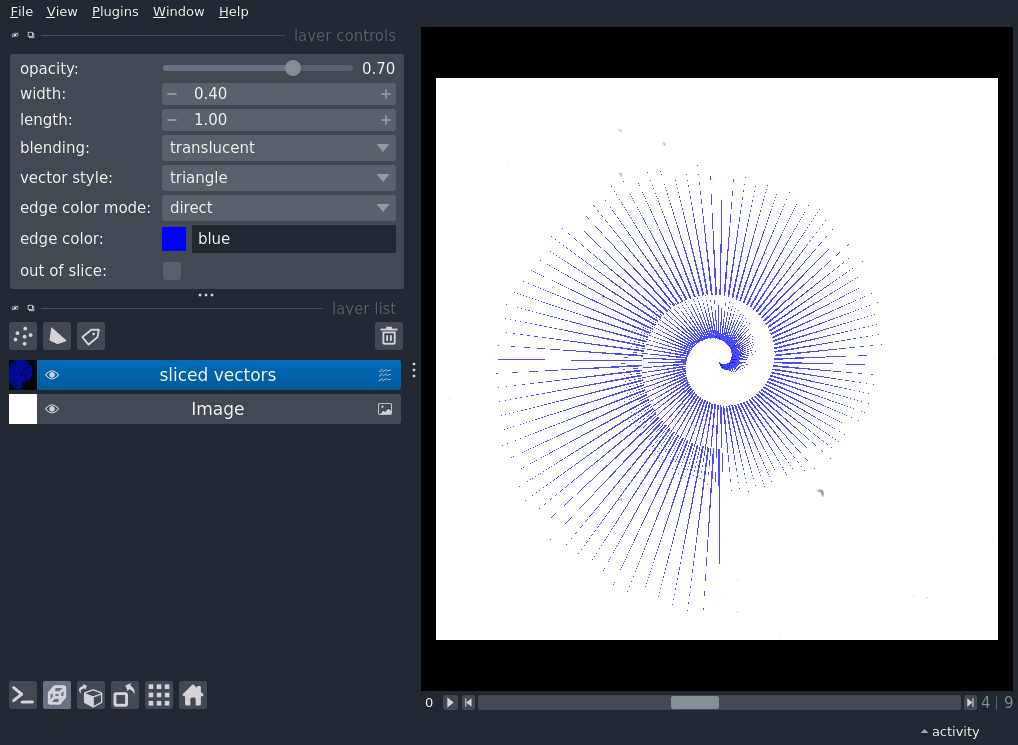 File View Plugins Window Help
layer controls
opacity: 0.70
width: − 0.40 +
length: − 1.00 +
blending: translucent
vector style: triangle
edge color mode: direct
edge color: blue
out of slice:
layer list
sliced vectors
Image
0 4 | 9
activity